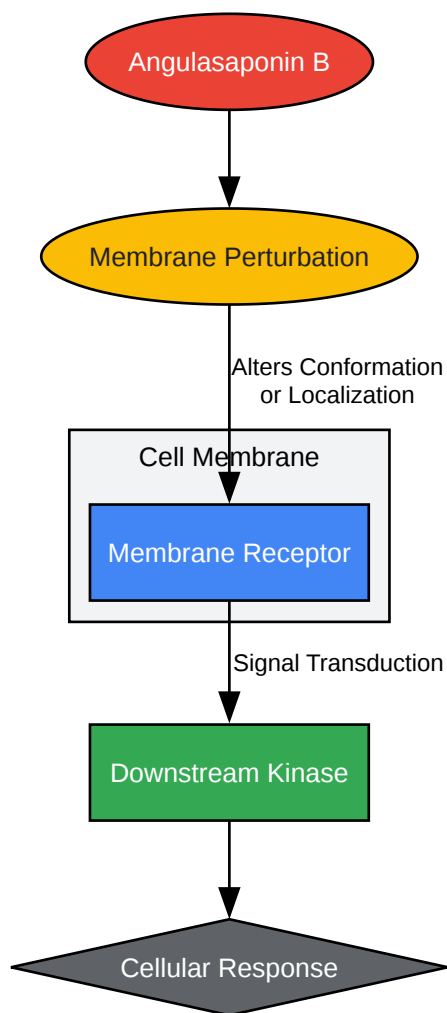 Angulasaponin B
Membrane Perturbation
Alters Conformation
or Localization
Cell Membrane
Membrane Receptor
Signal Transduction
Downstream Kinase
Cellular Response